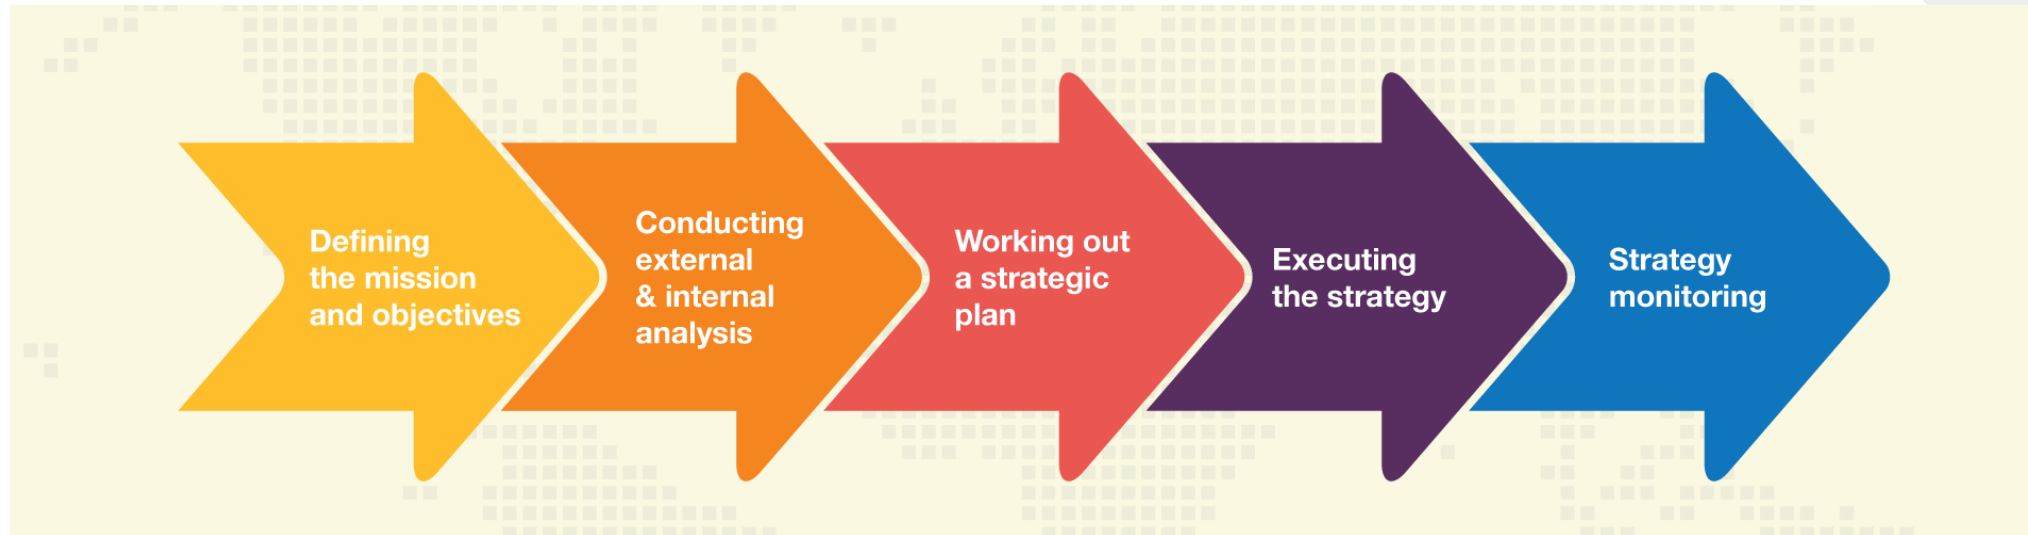 Defining
the mission
and objectives
Conducting
external
& internal
analysis
Working out
a strategic
plan
Executing
the strategy
Strategy
monitoring